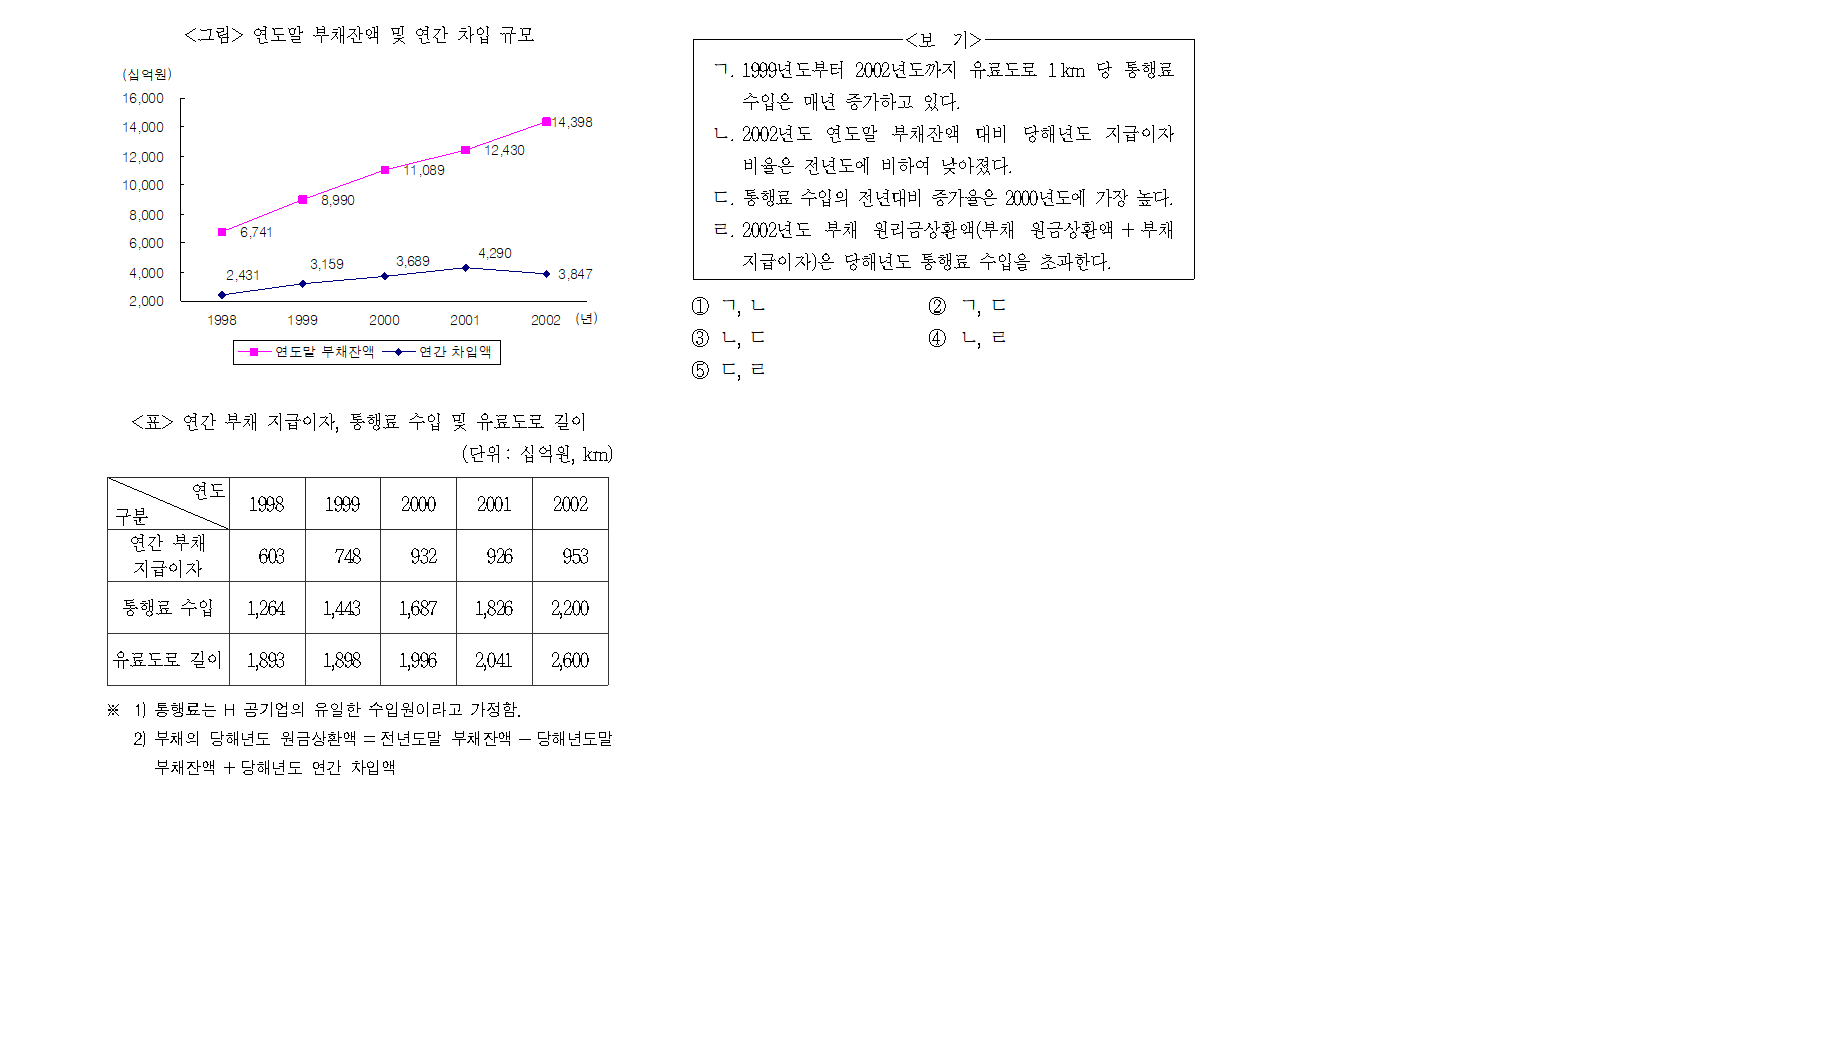 <그림> 연도말 부채잔액 및 연간 차입 규모
(십억원)
16,000
14,000
12,000
10,000
8,000
6,000
4,000
2,000
14,398
12,430
11,089
8,990
6,741
2,431
3,159
3,689
4,290
3,847
1998 1999 2000 2001 2002 (년)
연도말 부채잔액 연간 차입액
<표> 연간 부채 지급이자, 통행료 수입 및 유료도로 길이
(단위: 십억원, km)
연도
구분
1998 1999 2000 2001 2002
연간 부채
지급이자
603 748 932 926 953
통행료 수입 1,264 1,443 1,687 1,826 2,200
유료도로 길이 1,893 1,898 1,996 2,041 2,600
※ 1) 통행료는 H 공기업의 유일한 수입원이라고 가정함.
2) 부채의 당해년도 원금상환액 = 전년도말 부채잔액 - 당해년도말
부채잔액 + 당해년도 연간 차입액
<보 기>
ㄱ. 1999년도부터 2002년도까지 유료도로 1 km 당 통행료
수입은 매년 증가하고 있다.
ㄴ. 2002년도 연도말 부채잔액 대비 당해년도 지급이자
비율은 전년도에 비하여 낮아졌다.
ㄷ. 통행료 수입의 전년대비 증가율은 2000년도에 가장 높다.
ㄹ. 2002년도 부채 원리금상환액(부채 원금상환액 + 부채
지급이자)은 당해년도 통행료 수입을 초과한다.
① ㄱ, ㄴ ② ㄱ, ㄷ
③ ㄴ, ㄷ ④ ㄴ, ㄹ
⑤ ㄷ, ㄹ